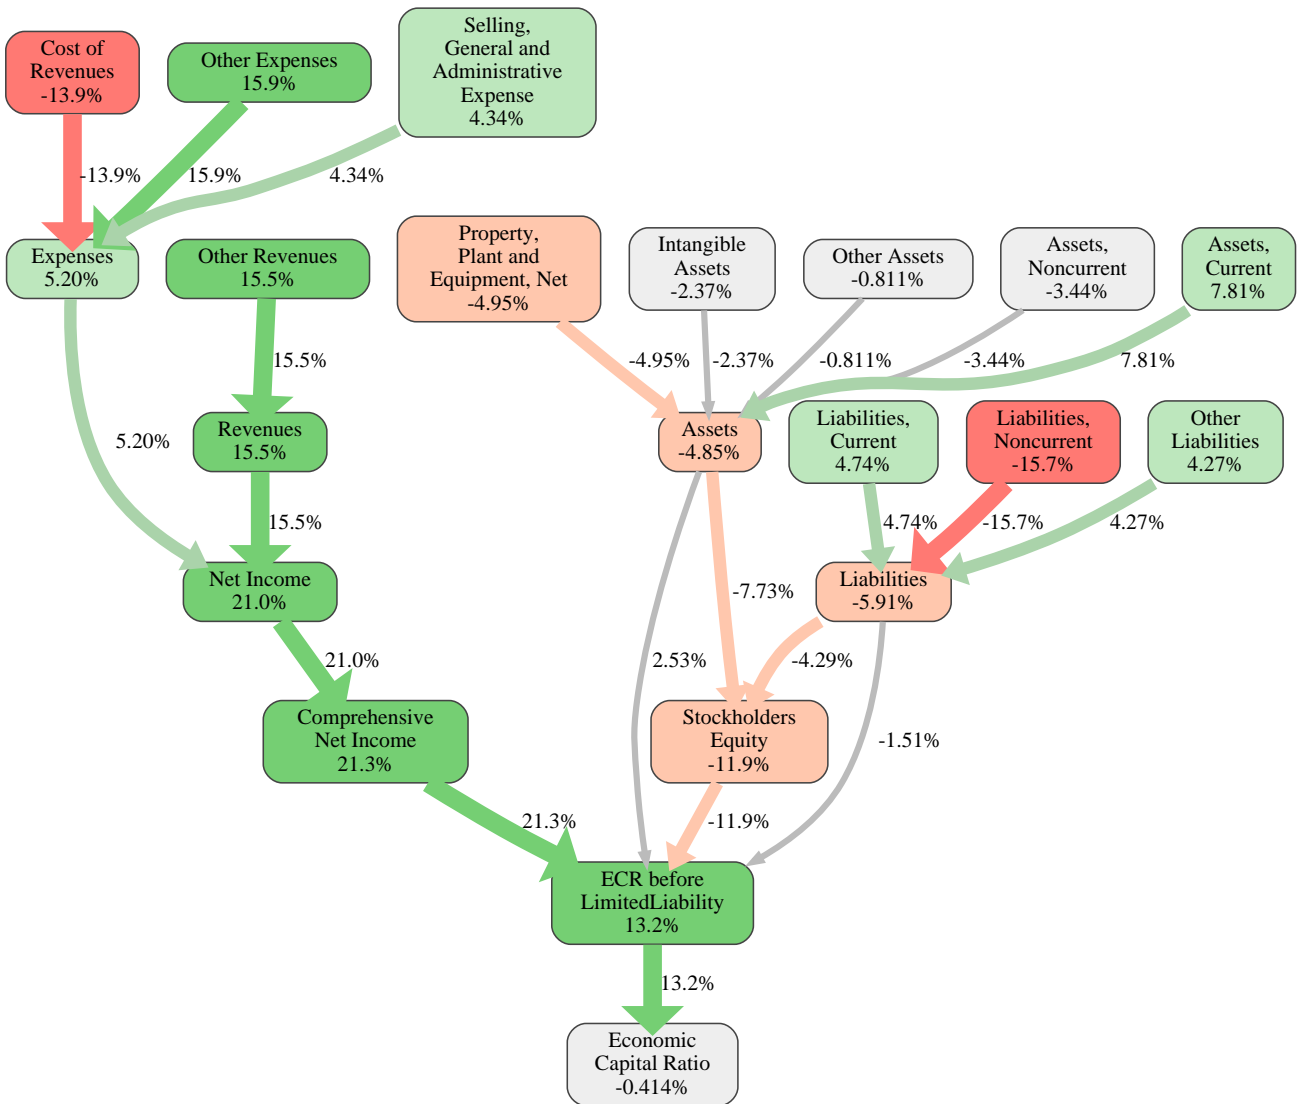 Cost of
Revenues
-13.9%
Other Expenses
15.9%
Selling,
General and
Administrative
Expense
4.34%
-13.9%
15.9%
4.34%
Expenses
5.20%
Other Revenues
15.5%
Property,
Plant and
Equipment, Net
-4.95%
Intangible
Assets
-2.37%
Other Assets
-0.811%
Assets,
Noncurrent
-3.44%
Assets,
Current
7.81%
15.5%
-4.95%
-2.37%
-0.811%
-3.44%
7.81%
Revenues
15.5%
5.20%
Assets
-4.85%
Liabilities,
Current
4.74%
Liabilities,
Noncurrent
-15.7%
Other
Liabilities
4.27%
15.5%
4.74%
-15.7%
4.27%
Net Income
21.0%
-7.73%
Liabilities
-5.91%
21.0%
2.53%
-4.29%
Comprehensive
Net Income
21.3%
Stockholders
Equity
-11.9%
-1.51%
21.3%
-11.9%
ECR before
LimitedLiability
13.2%
13.2%
Economic
Capital Ratio
-0.414%